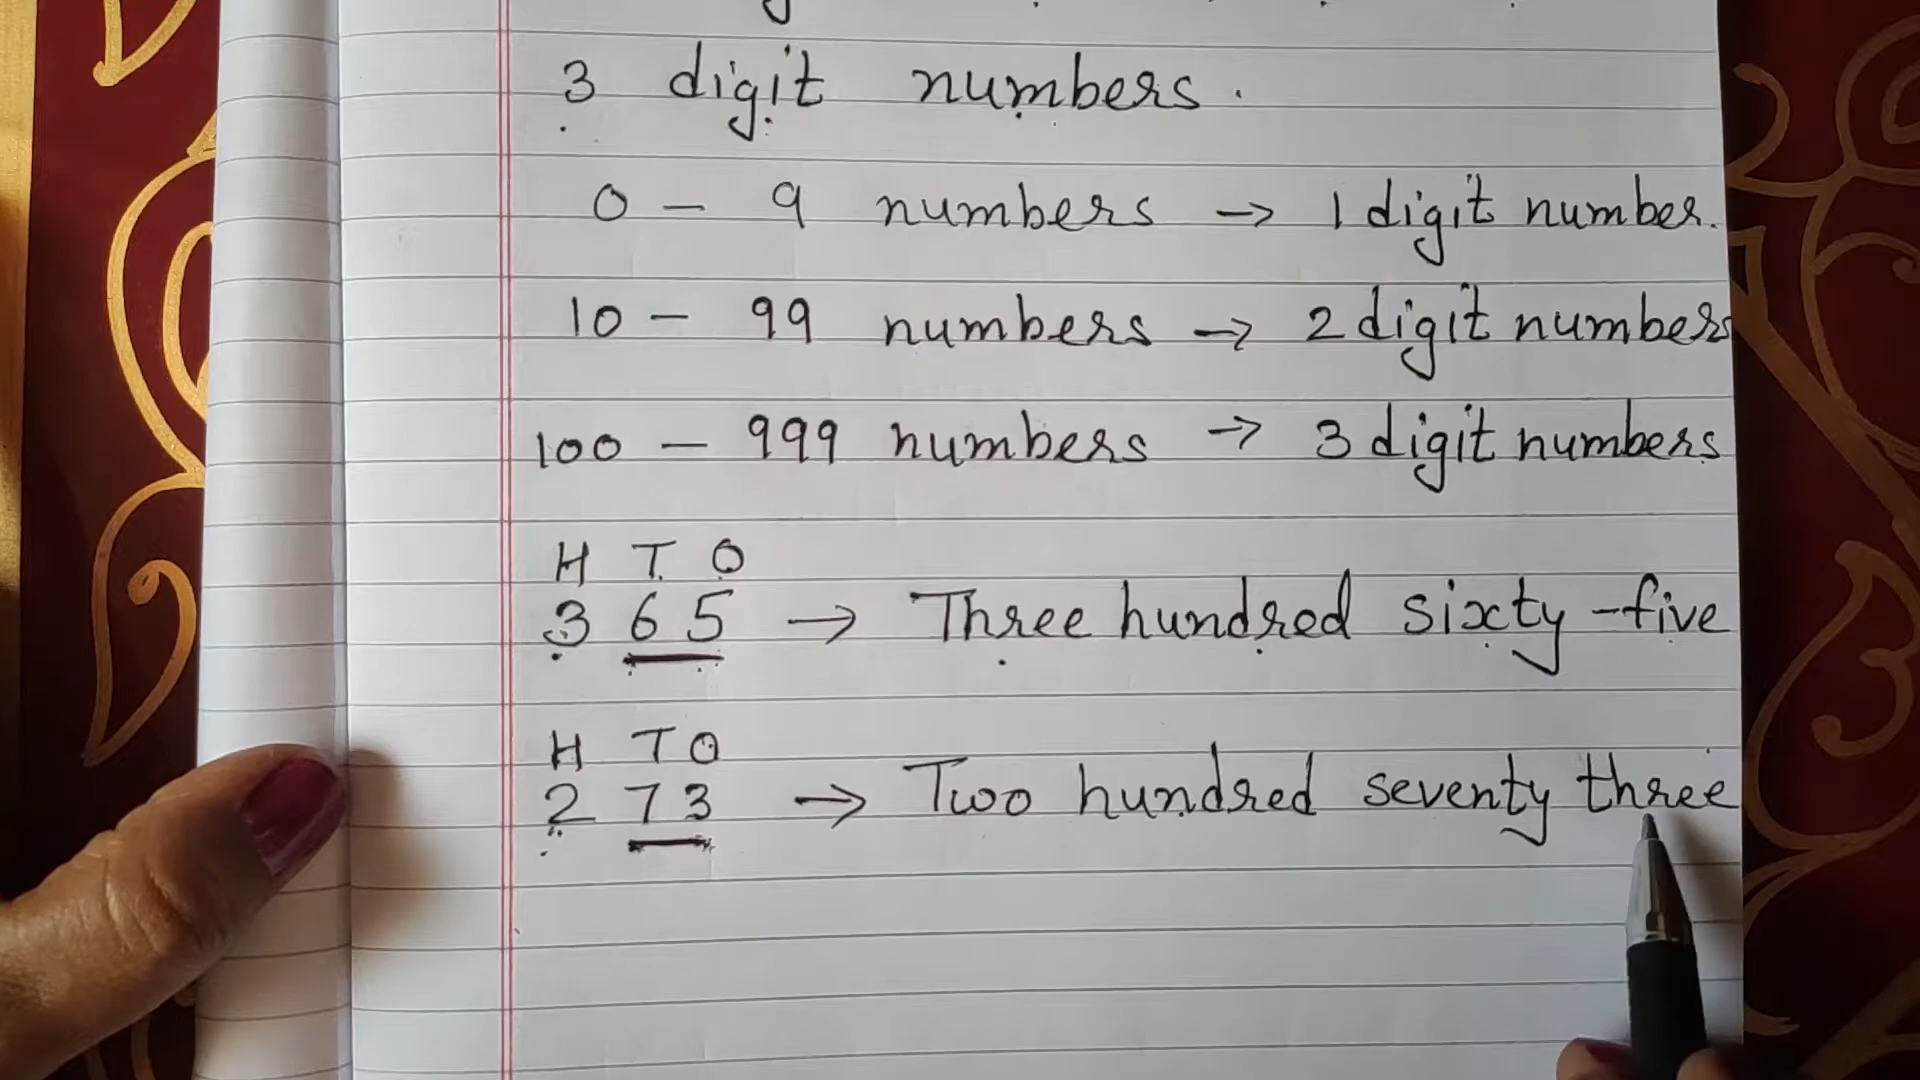 3 digit numbers.
0 - 9 numbers → 1 digit number.
10 - 99 numbers → 2 digit numbers
100 - 999 numbers → 3 digit numbers
H T O
3 6 5 → Three hundred sixty-five
H T O
2 7 3 → Two hundred seventy three